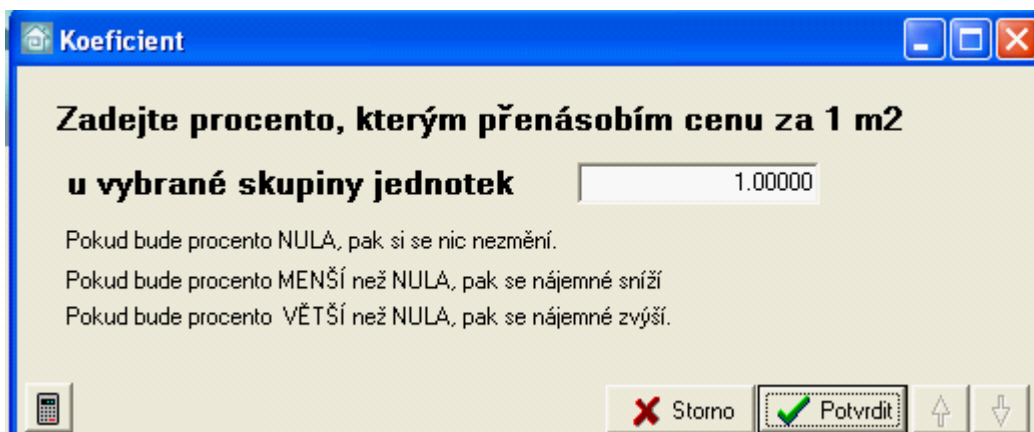 Koeficient
Zadejte procento, kterým přenásobím cenu za 1 m2
u vybrané skupiny jednotek 1.00000
Pokud bude procento NULA, pak si se nic nezmění.
Pokud bude procento MENŠÍ než NULA, pak se nájemné sníží
Pokud bude procento VĚTŠÍ než NULA, pak se nájemné zvýší.
Storno Potvrdit